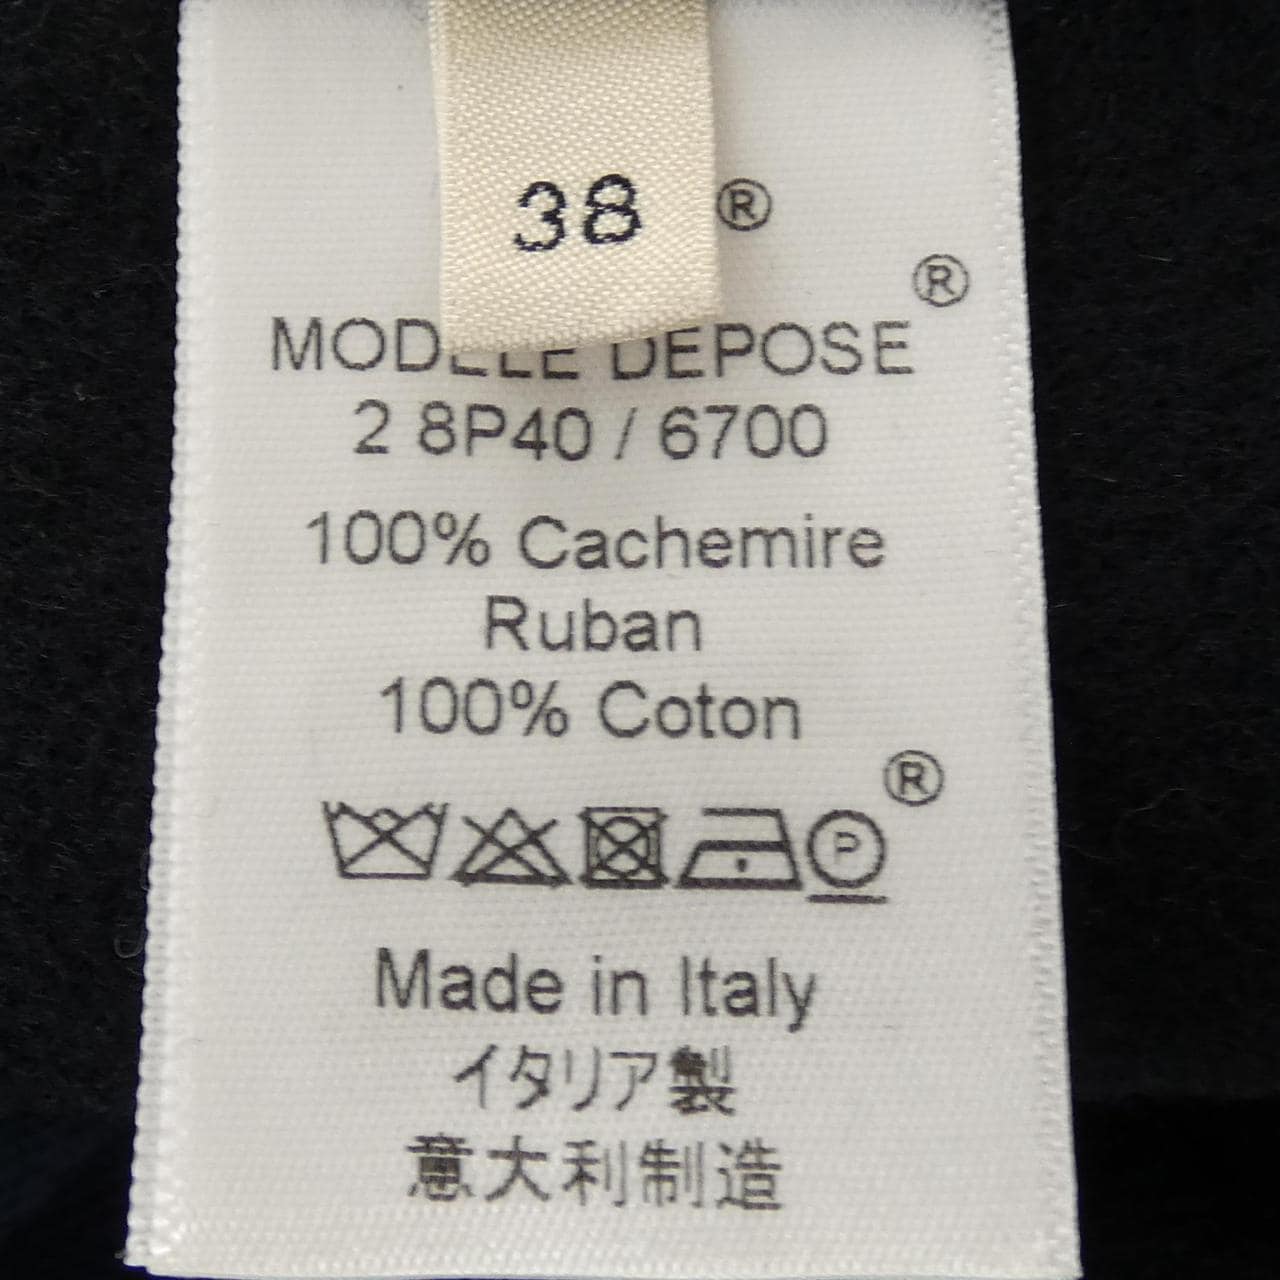 38 ®
®
MODELE DEPOSE
2 8P40 / 6700
100% Cachemire
Ruban
100% Coton
®
P
Made in Italy
イタリア製
意大利制造